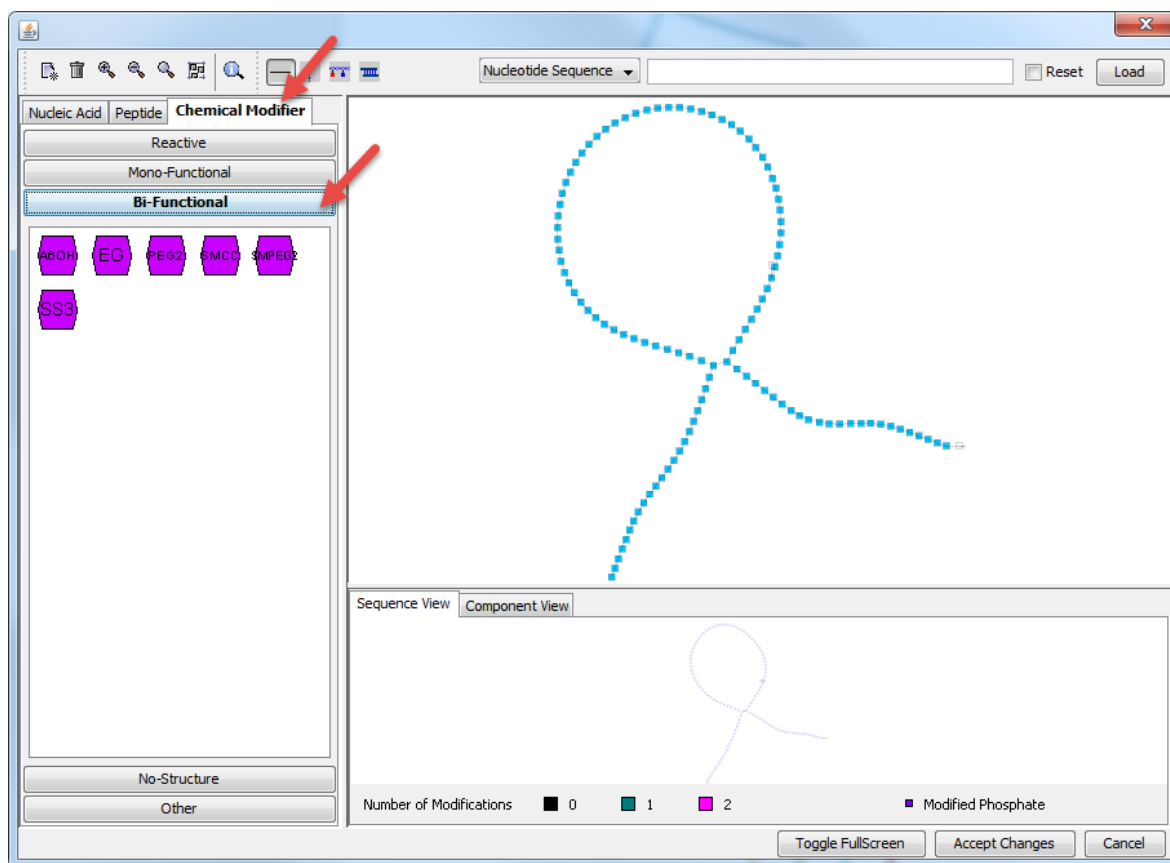 Nucleotide Sequence
Reset
Load
Nucleic Acid
Peptide
Chemical Modifier
Reactive
Mono-Functional
Bi-Functional
A6OH EG PEG2 SMCC SMPEG2
SS3
No-Structure
Other
Sequence View
Component View
Number of Modifications 0 1 2 Modified Phosphate
Toggle FullScreen
Accept Changes
Cancel